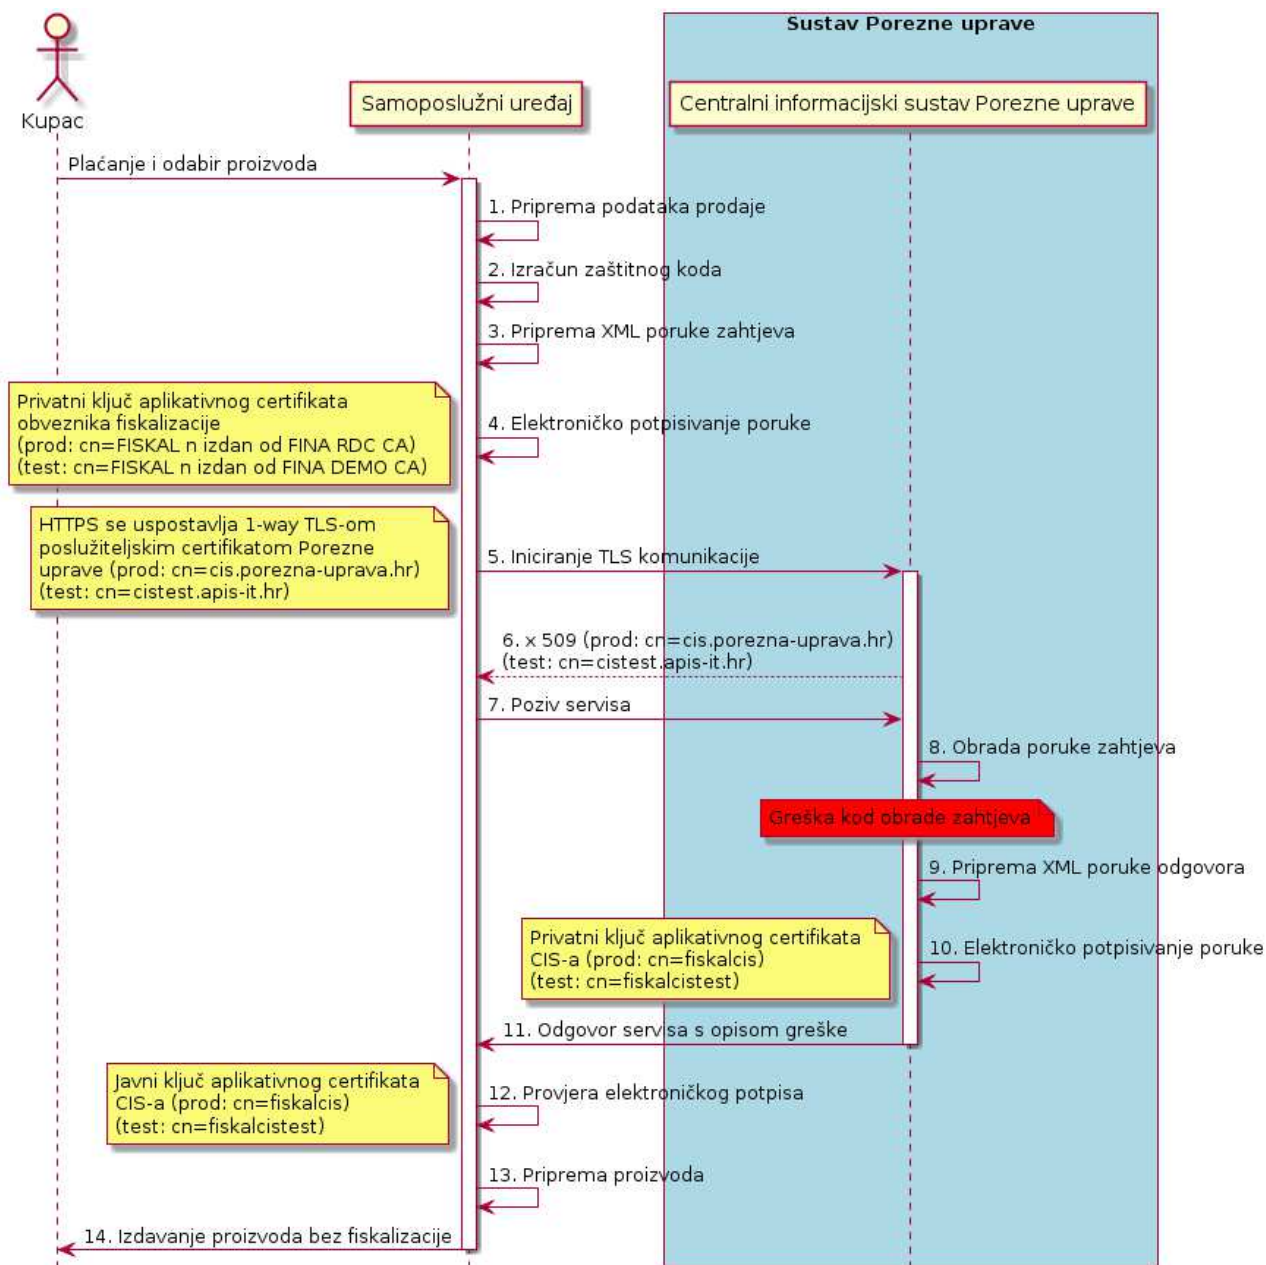 Sustav Porezne uprave
Kupac
Samoposlužni uređaj
Centralni informacijski sustav Porezne uprave
Plaćanje i odabir proizvoda
1. Priprema podataka prodaje
2. Izračun zaštitnog koda
3. Priprema XML poruke zahtjeva
Privatni ključ aplikativnog certifikata
obveznika fiskalizacije
(prod: cn=FISKAL n izdan od FINA RDC CA)
(test: cn=FISKAL n izdan od FINA DEMO CA)
4. Elektroničko potpisivanje poruke
HTTPS se uspostavlja 1-way TLS-om
poslužiteljskim certifikatom Porezne
uprave (prod: cn=cis.porezna-uprava.hr)
(test: cn=cistest.apis-it.hr)
5. Iniciranje TLS komunikacije
6. x 509 (prod: cn=cis.porezna-uprava.hr)
(test: cn=cistest.apis-it.hr)
7. Poziv servisa
8. Obrada poruke zahtjeva
Greška kod obrade zahtjeva
9. Priprema XML poruke odgovora
Privatni ključ aplikativnog certifikata
CIS-a (prod: cn=fiskalcis)
(test: cn=fiskalcistest)
10. Elektroničko potpisivanje poruke
11. Odgovor servisa s opisom greške
Javni ključ aplikativnog certifikata
CIS-a (prod: cn=fiskalcis)
(test: cn=fiskalcistest)
12. Provjera elektroničkog potpisa
13. Priprema proizvoda
14. Izdavanje proizvoda bez fiskalizacije